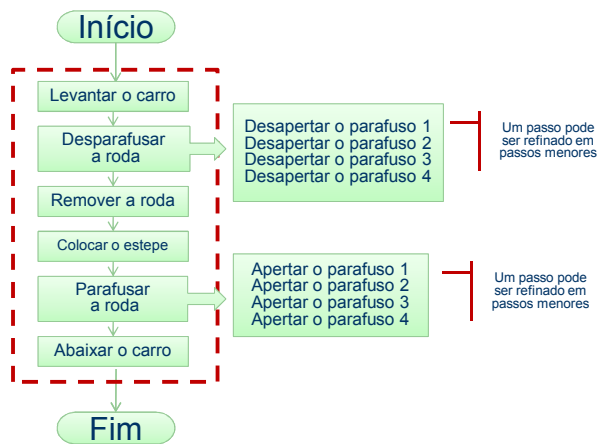 Início
Levantar o carro
Desparafusar
a roda
Desapertar o parafuso 1
Desapertar o parafuso 2
Desapertar o parafuso 3
Desapertar o parafuso 4
Um passo pode
ser refinado em
passos menores
Remover a roda
Colocar o estepe
Parafusar
a roda
Apertar o parafuso 1
Apertar o parafuso 2
Apertar o parafuso 3
Apertar o parafuso 4
Um passo pode
ser refinado em
passos menores
Abaixar o carro
Fim